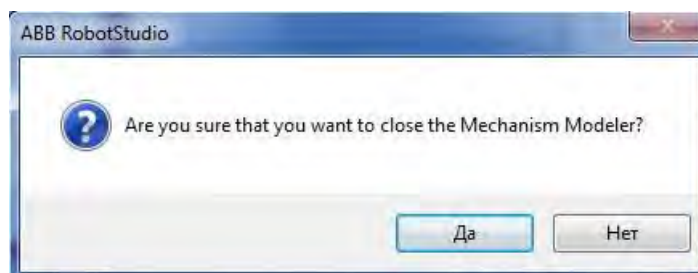 ABB RobotStudio
Are you sure that you want to close the Mechanism Modeler?
Да
Нет